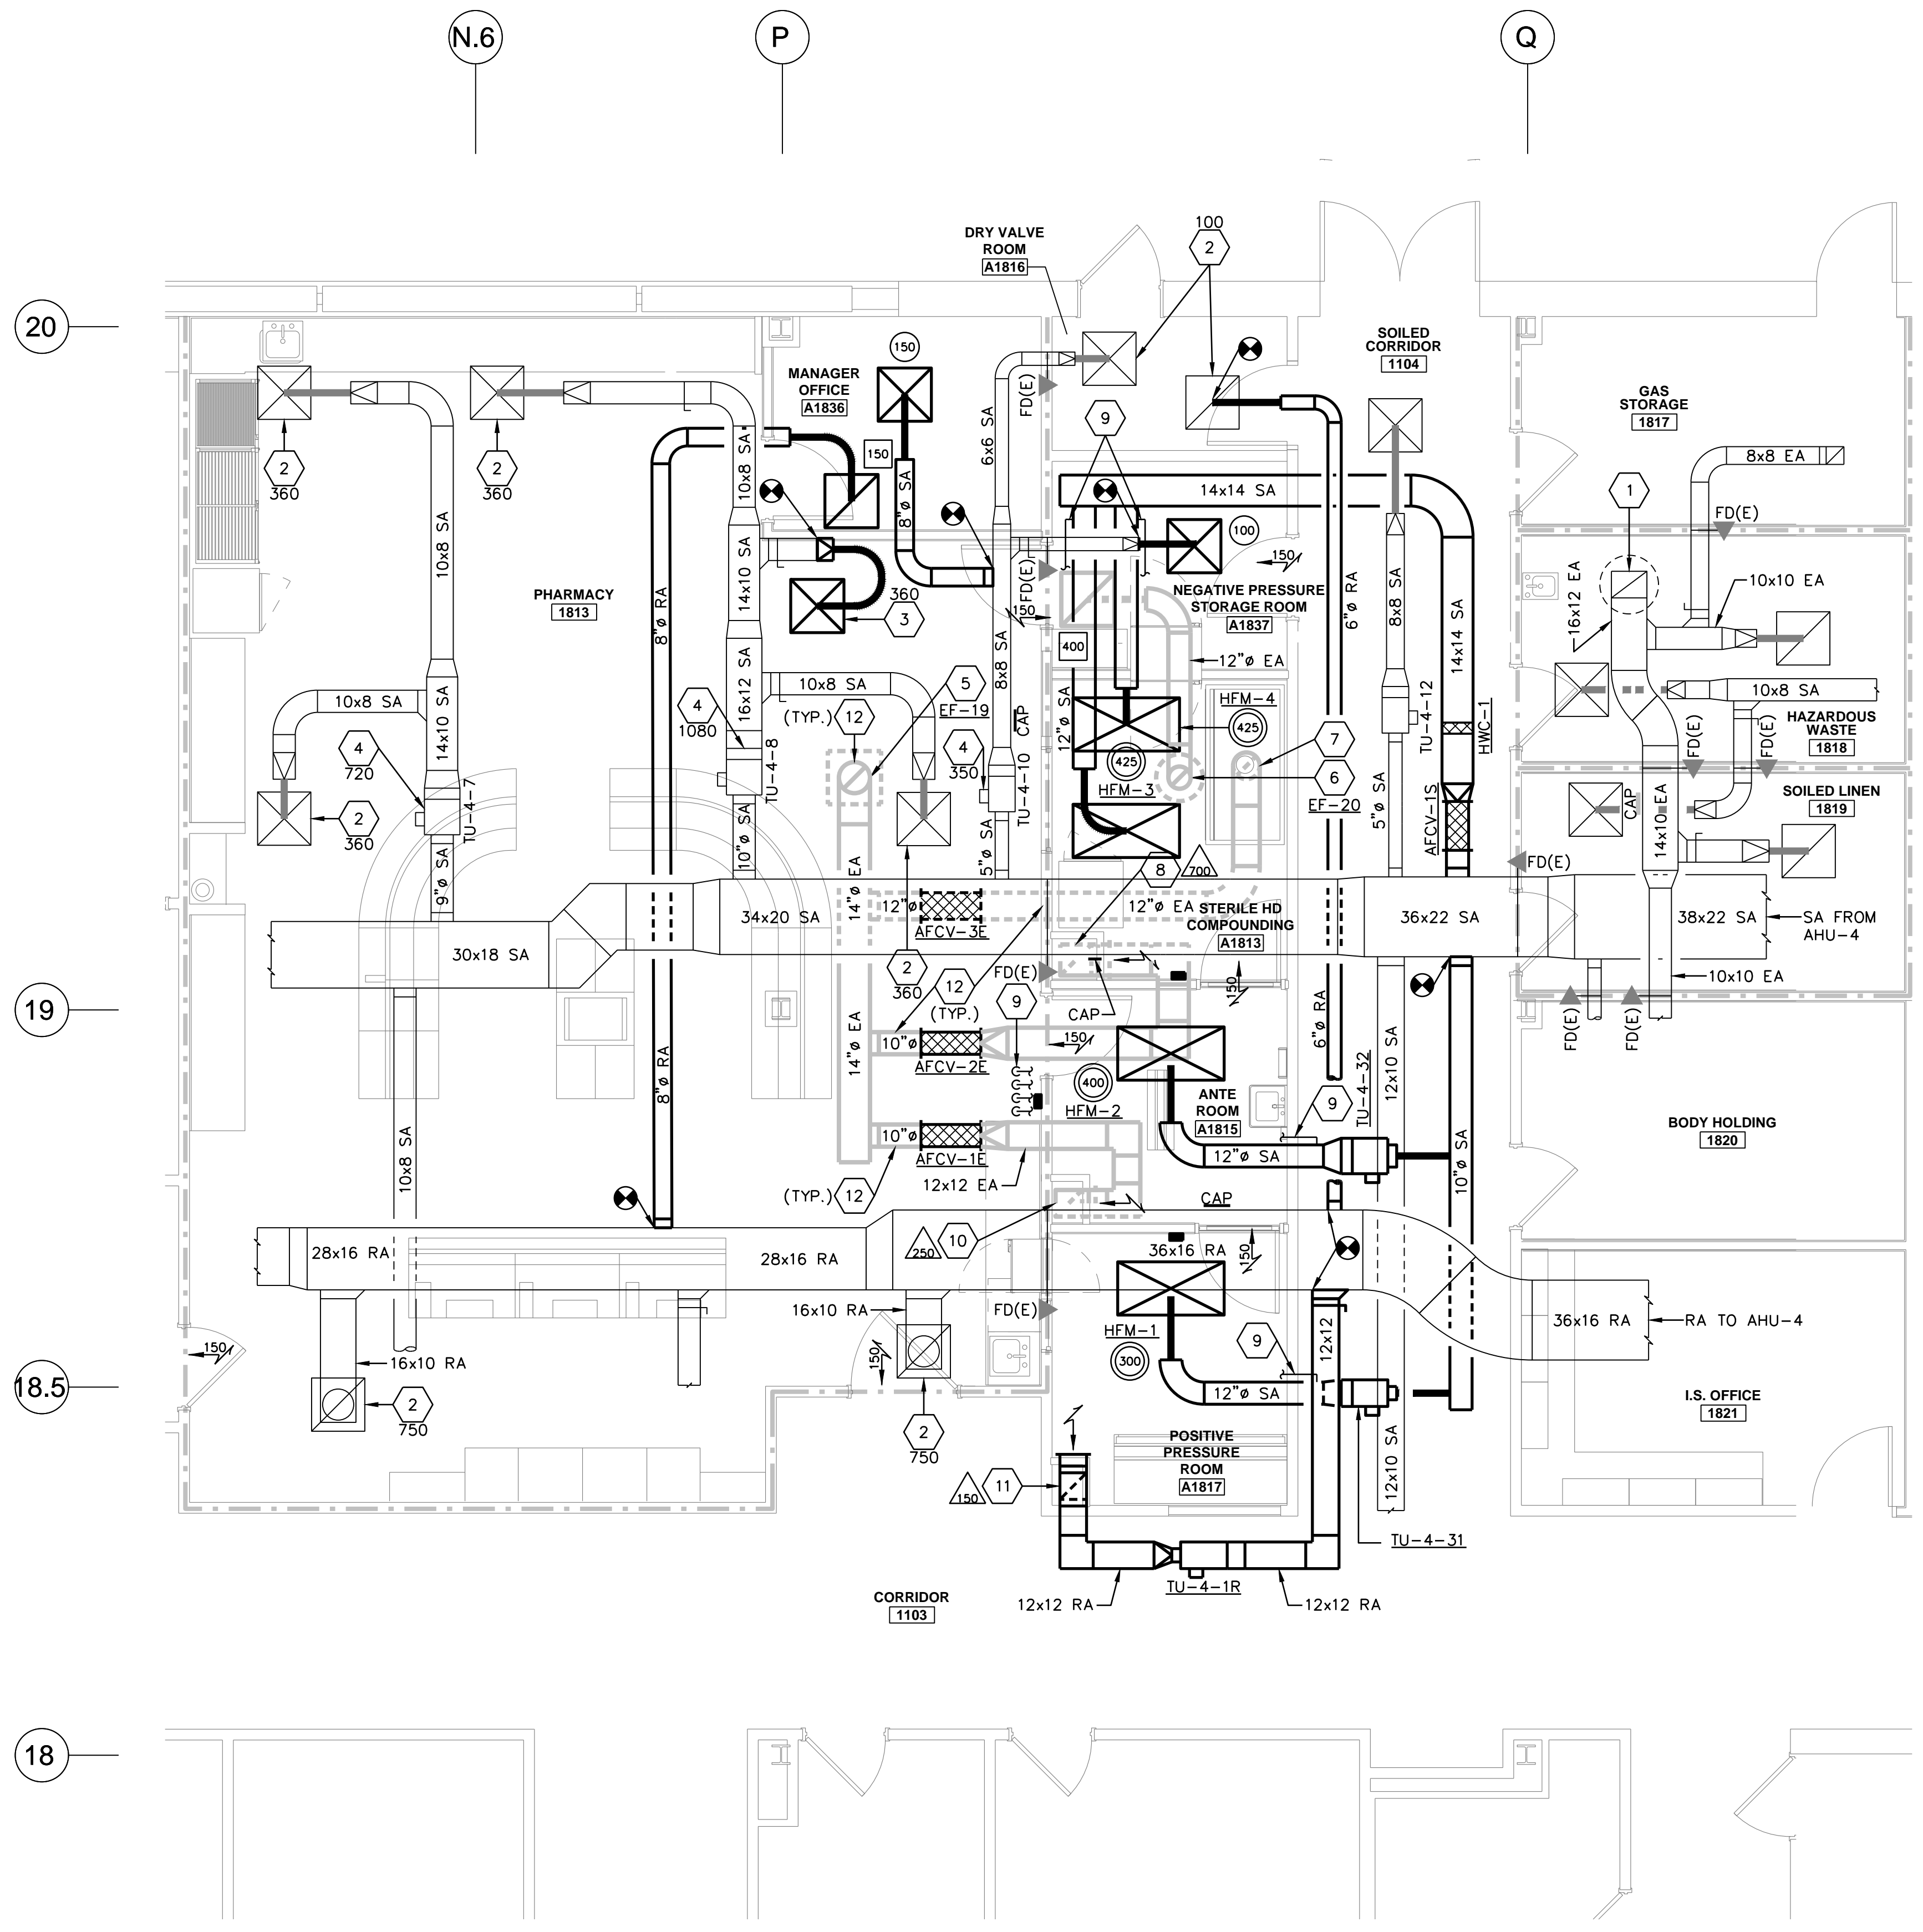 N.6
P
Q
20
19
18.5
18
DRY VALVE
ROOM
A1816
100
2
SOILED
CORRIDOR
1104
MANAGER
OFFICE
A1836
150
150
GAS
STORAGE
1817
8x8 EA
1
FD(E)
2
360
2
360
10x8 SA
10x8 SA
14x10 SA
16x12 SA
8"ø RA
8"ø SA
6x6 SA
FD(E)
9
14x14 SA
100
150
NEGATIVE PRESSURE
STORAGE ROOM
A1837
6"ø RA
8x8 SA
14x14 SA
16x12 EA
10x10 EA
PHARMACY
1813
360
3
FD(E)
150
400
12"ø EA
10x8 SA
14x10 SA
4
720
TU-4-7
2
360
9"ø SA
4
1080
TU-4-8
10"ø SA
10x8 SA
(TYP.)
12
5
EF-19
8x8 SA
CAP
4
350
TU-4-10
5"ø SA
12"ø SA
HFM-4
425
425
HFM-3
7
6
EF-20
TU-4-12
5"ø SA
HWC-1
AFCV-1S
10x8 SA
HAZARDOUS
WASTE
1818
FD(E)
FD(E)
SOILED LINEN
1819
CAP
14x10EA
FD(E)
14"ø EA
12"ø
AFCV-3E
12"ø EA
8
700
STERILE HD
COMPOUNDING
A1813
34x20 SA
30x18 SA
36x22 SA
38x22 SA
SA FROM
AHU-4
10x10 EA
FD(E)
FD(E)
2
360
12
(TYP.)
9
FD(E)
CAP
150
14"ø EA
10"ø
AFCV-2E
150
400
HFM-2
ANTE
ROOM
A1815
6"ø RA
9
TU-4-32
12x10 SA
BODY HOLDING
1820
8"ø RA
10"ø
AFCV-1E
12x12 EA
(TYP.)
12
12"ø SA
10"ø SA
10x8 SA
CAP
250
10
36x16 RA
150
28x16 RA
28x16 RA
16x10 RA
FD(E)
HFM-1
300
9
12x12
36x16 RA
RA TO AHU-4
150
16x10 RA
150
2
750
2
750
12"ø SA
12x10 SA
I.S. OFFICE
1821
POSITIVE
PRESSURE
ROOM
A1817
150
11
TU-4-31
TU-4-1R
12x12 RA
12x12 RA
CORRIDOR
1103